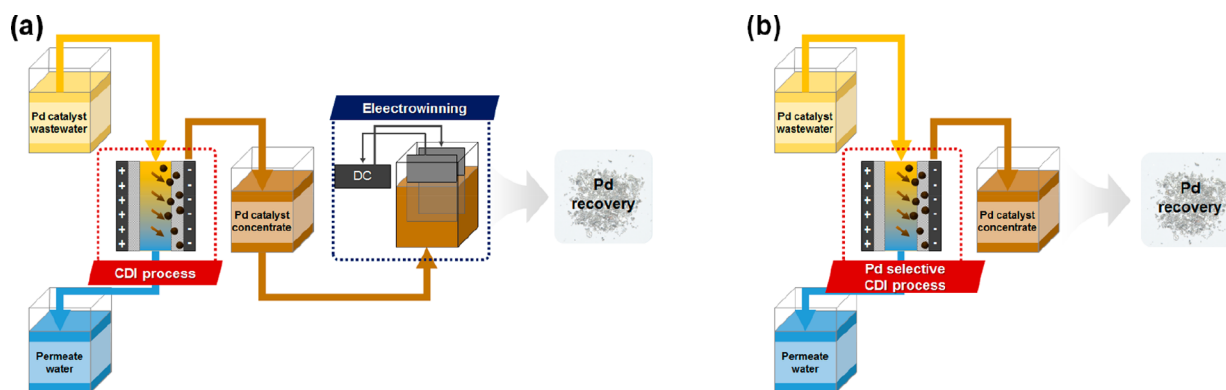 (a)
Pd catalyst
wastewater
+
+
+
+
+
-
-
-
-
-
CDI process
Pd catalyst
concentrate
Eleectrowinning
DC
Pd
recovery
Permeate
water
(b)
Pd catalyst
wastewater
+
+
+
+
+
-
-
-
-
-
Pd selective
CDI process
Pd catalyst
concentrate
Pd
recovery
Permeate
water